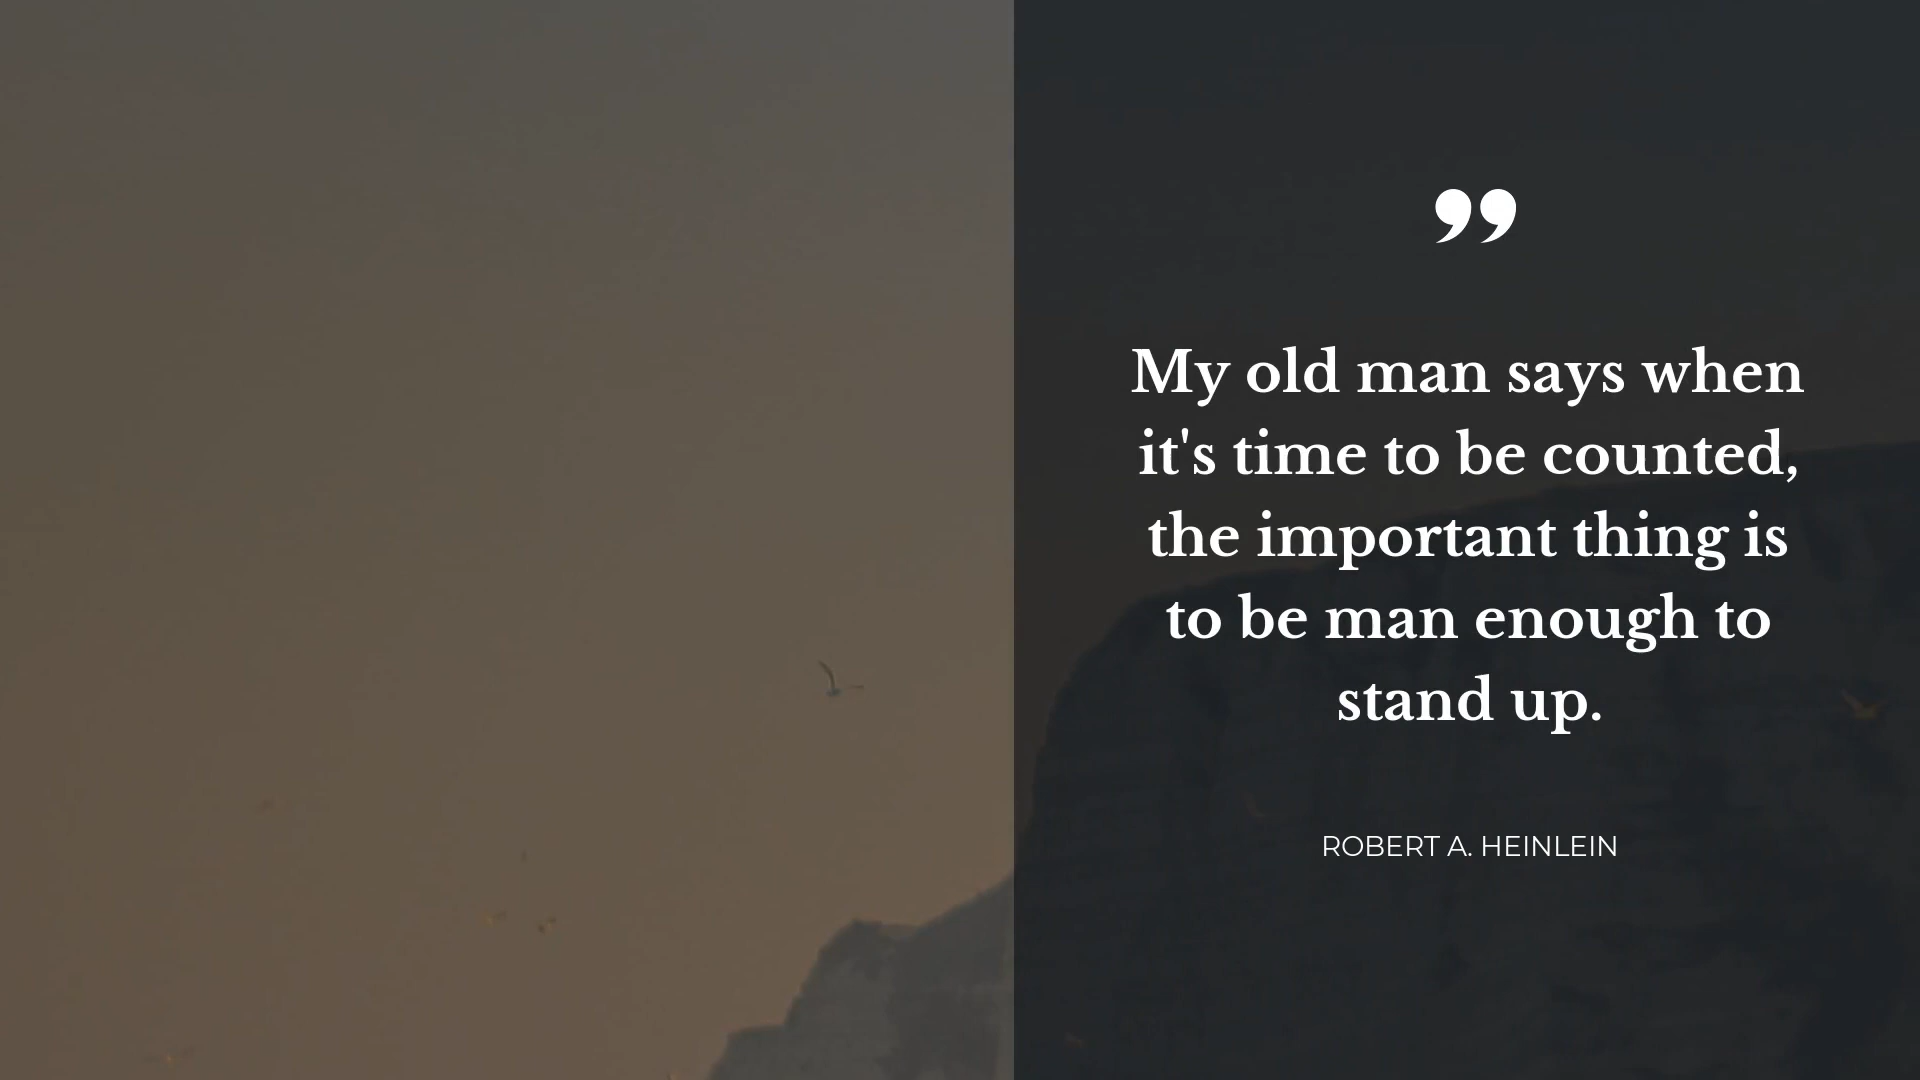 ”
My old man says when
it's time to be counted,
the important thing is
to be man enough to
stand up.
ROBERT A. HEINLEIN